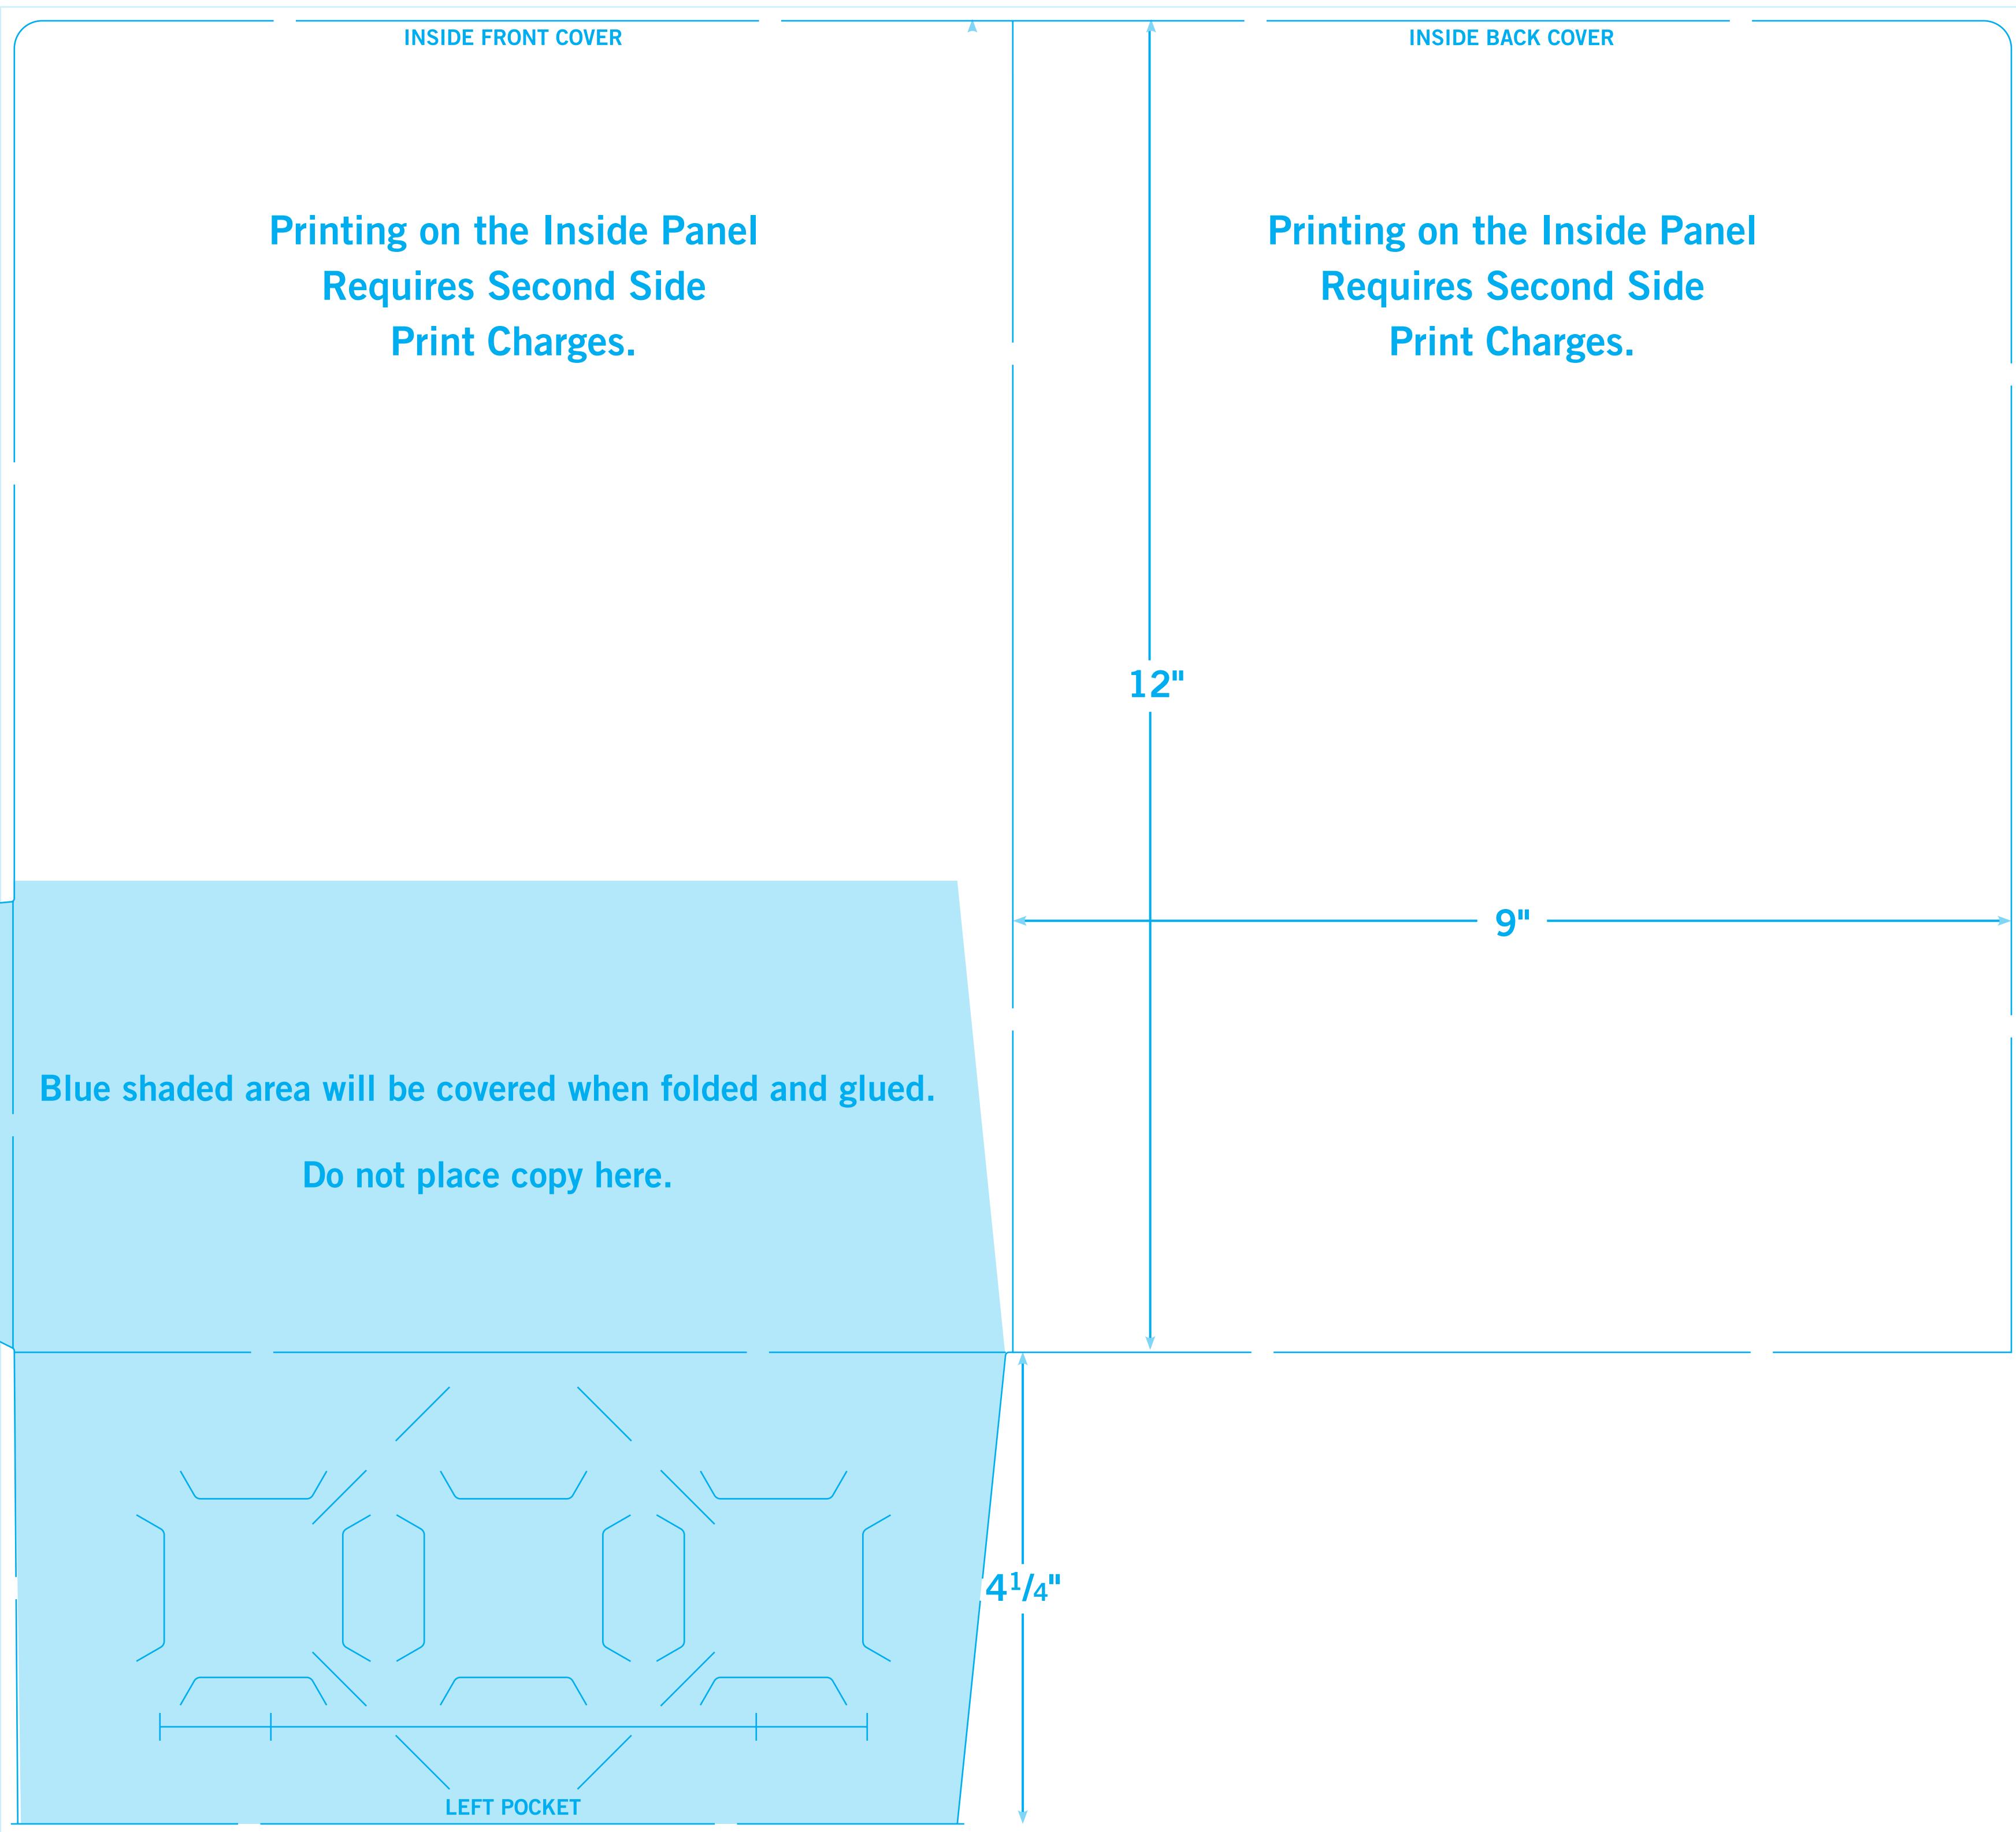 INSIDE FRONT COVER
INSIDE BACK COVER
Printing on the Inside Panel
Requires Second Side
Print Charges.
Printing on the Inside Panel
Requires Second Side
Print Charges.
12"
9"
Blue shaded area will be covered when folded and glued.
Do not place copy here.
4 1/4"
LEFT POCKET